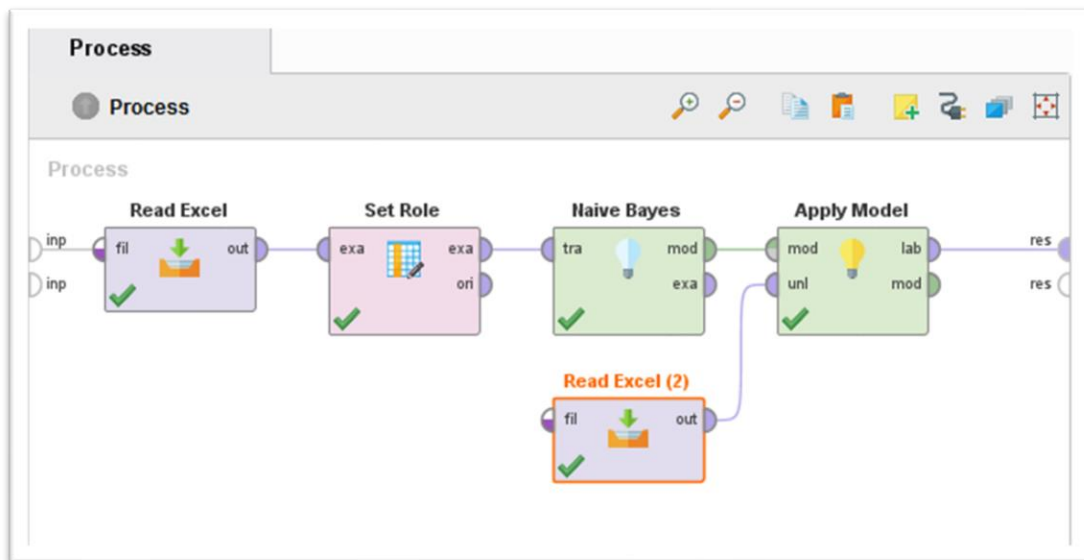 Process
Process
Process
Read Excel
Set Role
Naive Bayes
Apply Model
inp
fil
out
exa
exa
tra
mod
mod
lab
res
inp
ori
exa
unl
mod
res
Read Excel (2)
fil
out